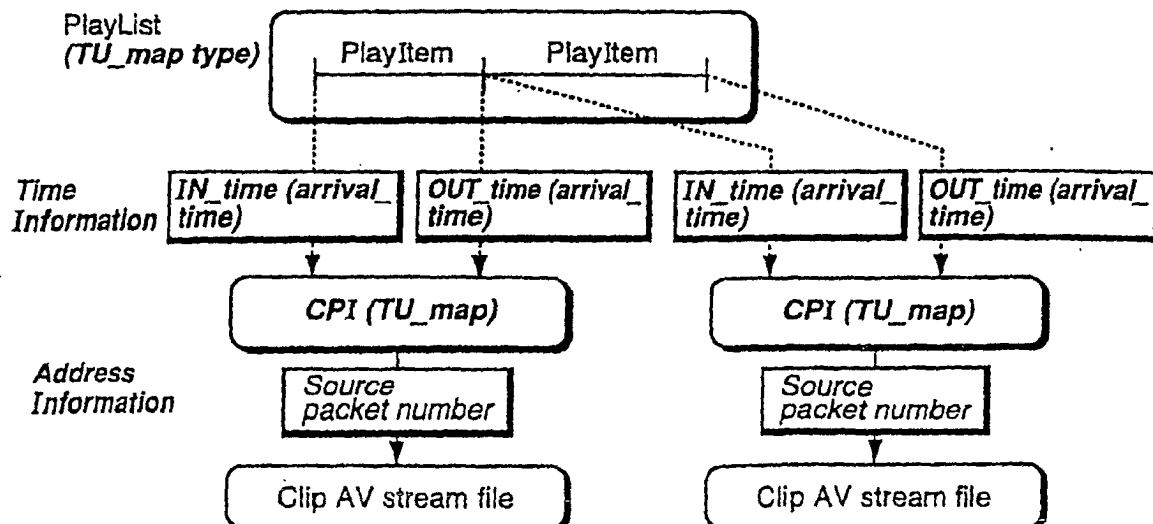 PlayList
(TU_map type)
PlayItem
PlayItem
Time
Information
IN_time (arrival_
time)
OUT_time (arrival_
time)
IN_time (arrival_
time)
OUT_time (arrival_
time)
CPI (TU_map)
CPI (TU_map)
Address
Information
Source
packet number
Source
packet number
Clip AV stream file
Clip AV stream file